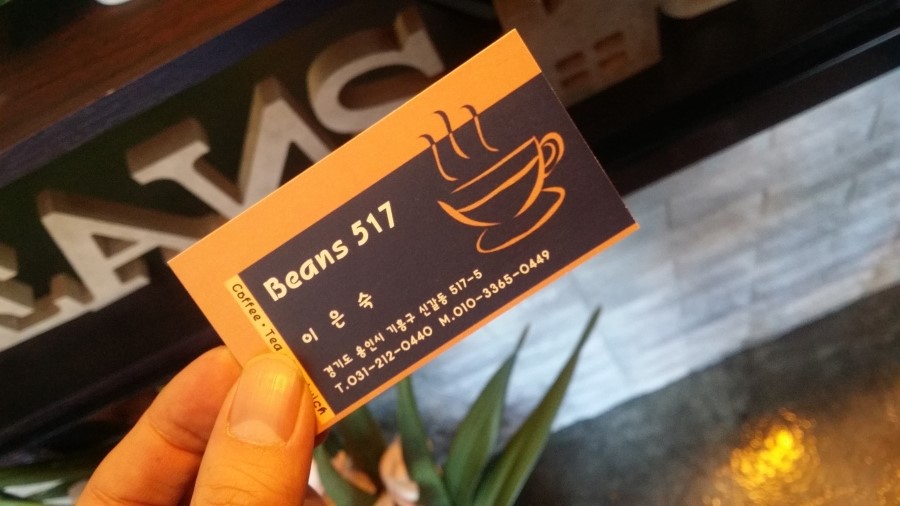 EANS
Beans 517
이은숙
경기도 용인시 기흥구 신갈동 517-5
T.031-212-0440 M.010-3365-0449
Coffee · Tea